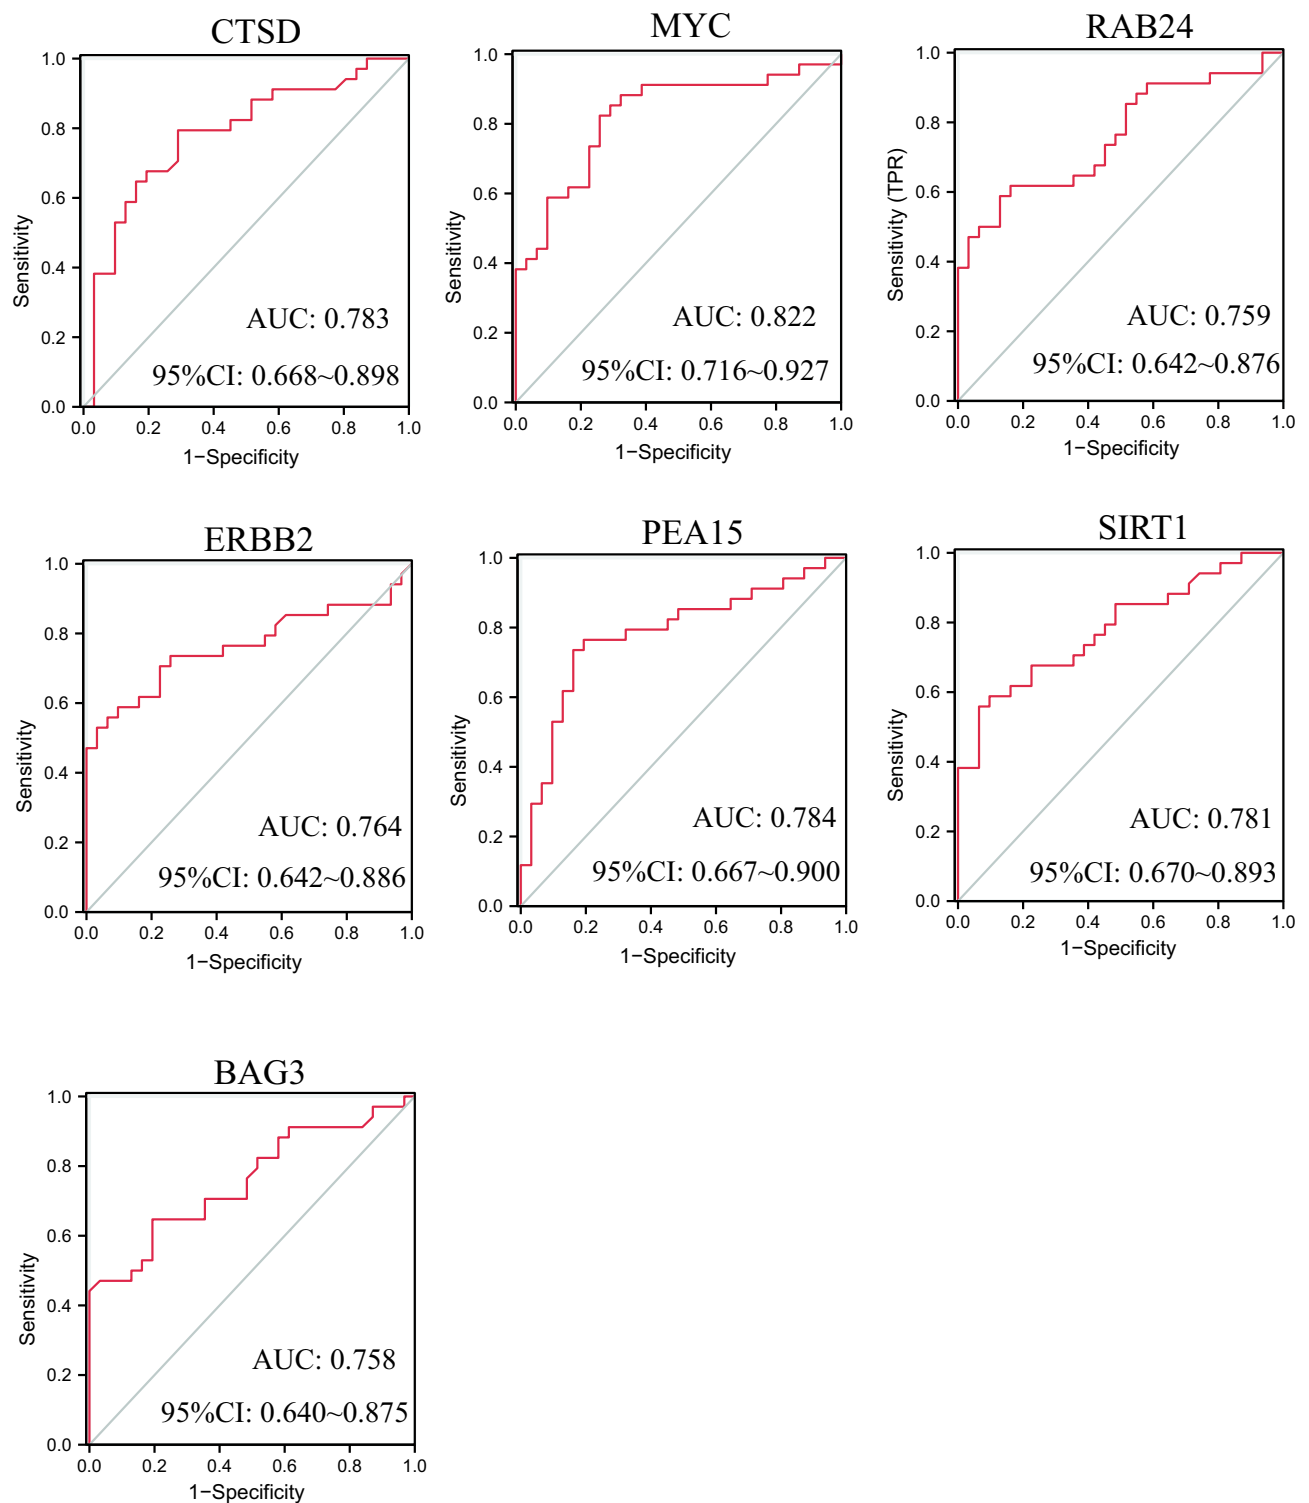 CTSD
1.0
0.8
0.6
0.4
0.2
0.0
Sensitivity
AUC: 0.783
95%CI: 0.668~0.898
0.0 0.2 0.4 0.6 0.8 1.0
1−Specificity
MYC
1.0
0.8
0.6
0.4
0.2
0.0
Sensitivity
AUC: 0.822
95%CI: 0.716~0.927
0.0 0.2 0.4 0.6 0.8 1.0
1−Specificity
RAB24
1.0
0.8
0.6
0.4
0.2
0.0
Sensitivity (TPR)
AUC: 0.759
95%CI: 0.642~0.876
0.0 0.2 0.4 0.6 0.8 1.0
1−Specificity
ERBB2
1.0
0.8
0.6
0.4
0.2
0.0
Sensitivity
AUC: 0.764
95%CI: 0.642~0.886
0.0 0.2 0.4 0.6 0.8 1.0
1−Specificity
PEA15
1.0
0.8
0.6
0.4
0.2
0.0
Sensitivity
AUC: 0.784
95%CI: 0.667~0.900
0.0 0.2 0.4 0.6 0.8 1.0
1−Specificity
SIRT1
1.0
0.8
0.6
0.4
0.2
0.0
Sensitivity
AUC: 0.781
95%CI: 0.670~0.893
0.0 0.2 0.4 0.6 0.8 1.0
1−Specificity
BAG3
1.0
0.8
0.6
0.4
0.2
0.0
Sensitivity
AUC: 0.758
95%CI: 0.640~0.875
0.0 0.2 0.4 0.6 0.8 1.0
1−Specificity